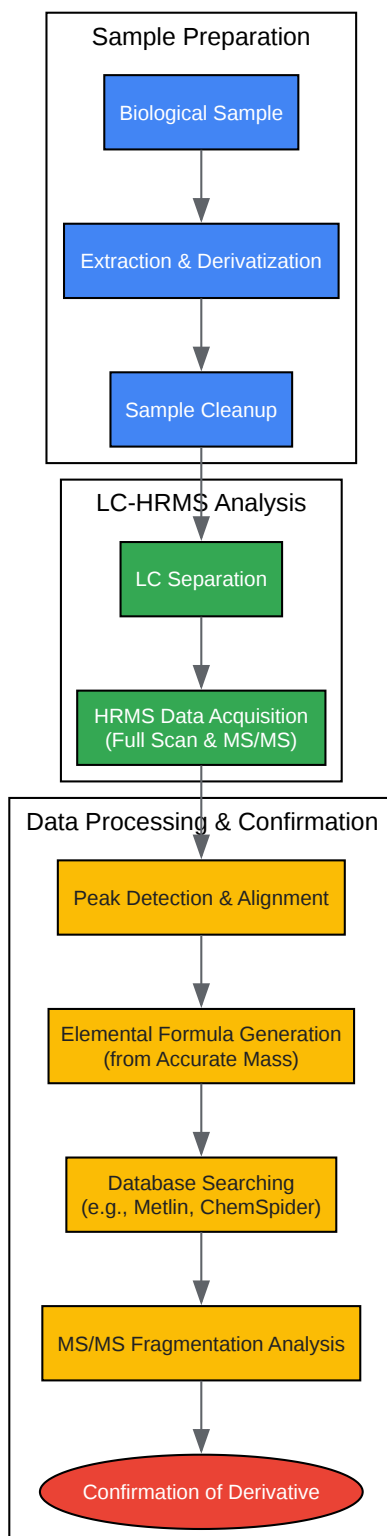 Sample Preparation
Biological Sample
Extraction & Derivatization
Sample Cleanup
LC-HRMS Analysis
LC Separation
HRMS Data Acquisition
(Full Scan & MS/MS)
Data Processing & Confirmation
Peak Detection & Alignment
Elemental Formula Generation
(from Accurate Mass)
Database Searching
(e.g., Metlin, ChemSpider)
MS/MS Fragmentation Analysis
Confirmation of Derivative